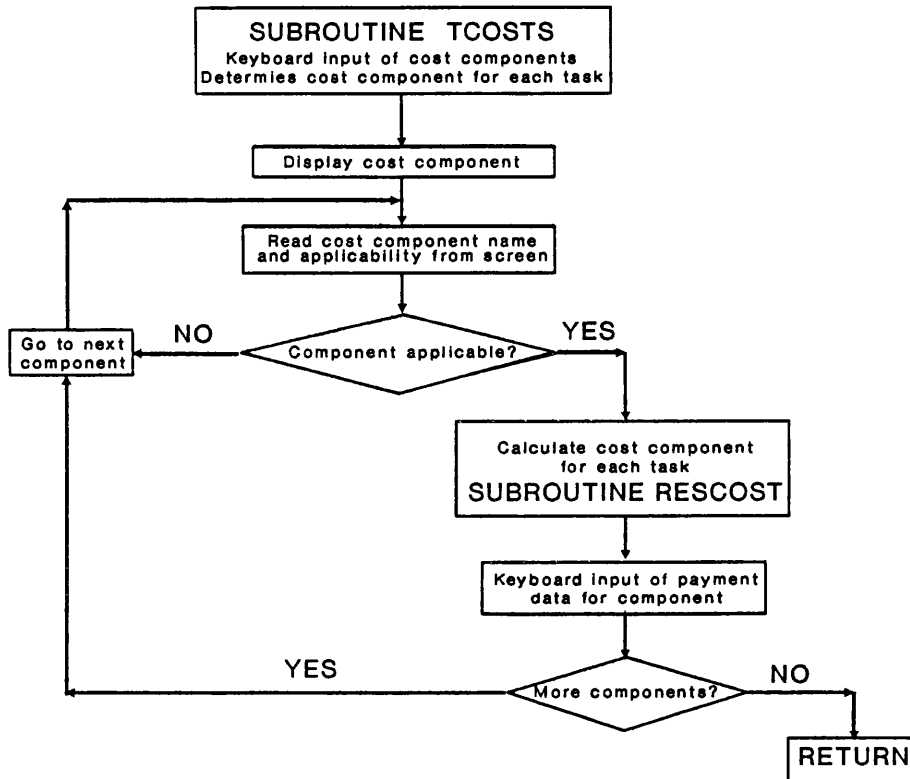 SUBROUTINE TCOSTS
Keyboard input of cost components
Determies cost component for each task
Display cost component
Read cost component name
and applicability from screen
NO
YES
Go to next
component
Component applicable?
Calculate cost component
for each task
SUBROUTINE RESCOST
Keyboard input of payment
data for component
YES
More components?
NO
RETURN